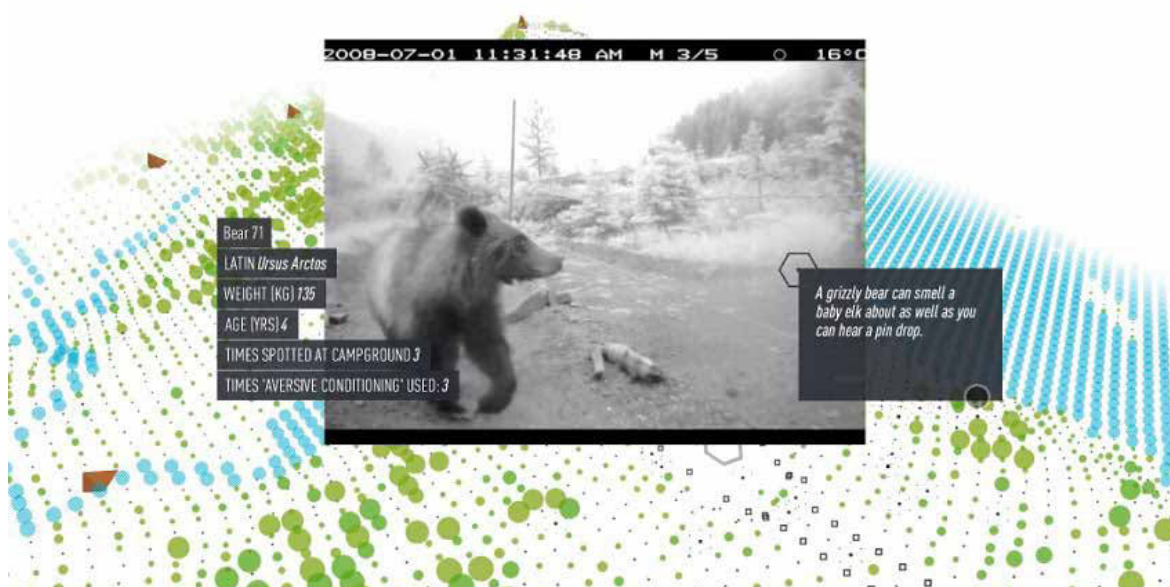 2008-07-01 11:31:48 AM M 3/5 ○ 16°C
Bear 71
LATIN Ursus Arctos
WEIGHT (KG) 135
AGE (YRS) 4
TIMES SPOTTED AT CAMPGROUND 3
TIMES "AVERSIVE CONDITIONING" USED: 3
A grizzly bear can smell a
baby elk about as well as you
can hear a pin drop.